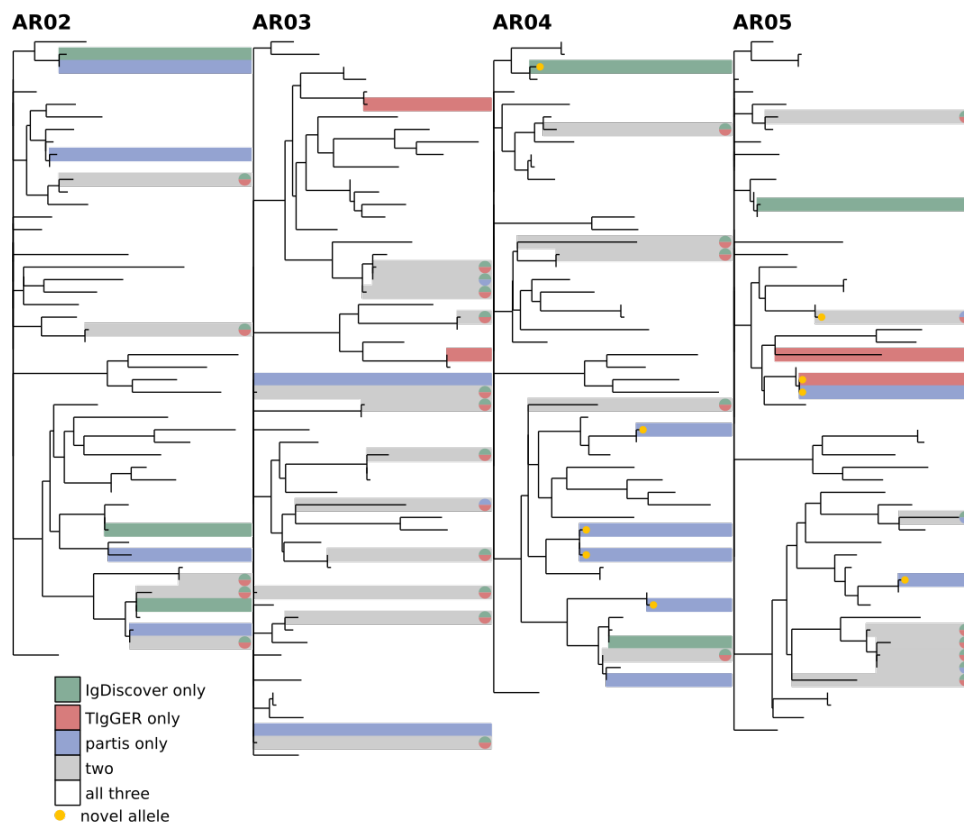 AR02 AR03 AR04 AR05
IgDiscover only
TIgGER only
partis only
two
all three
novel allele